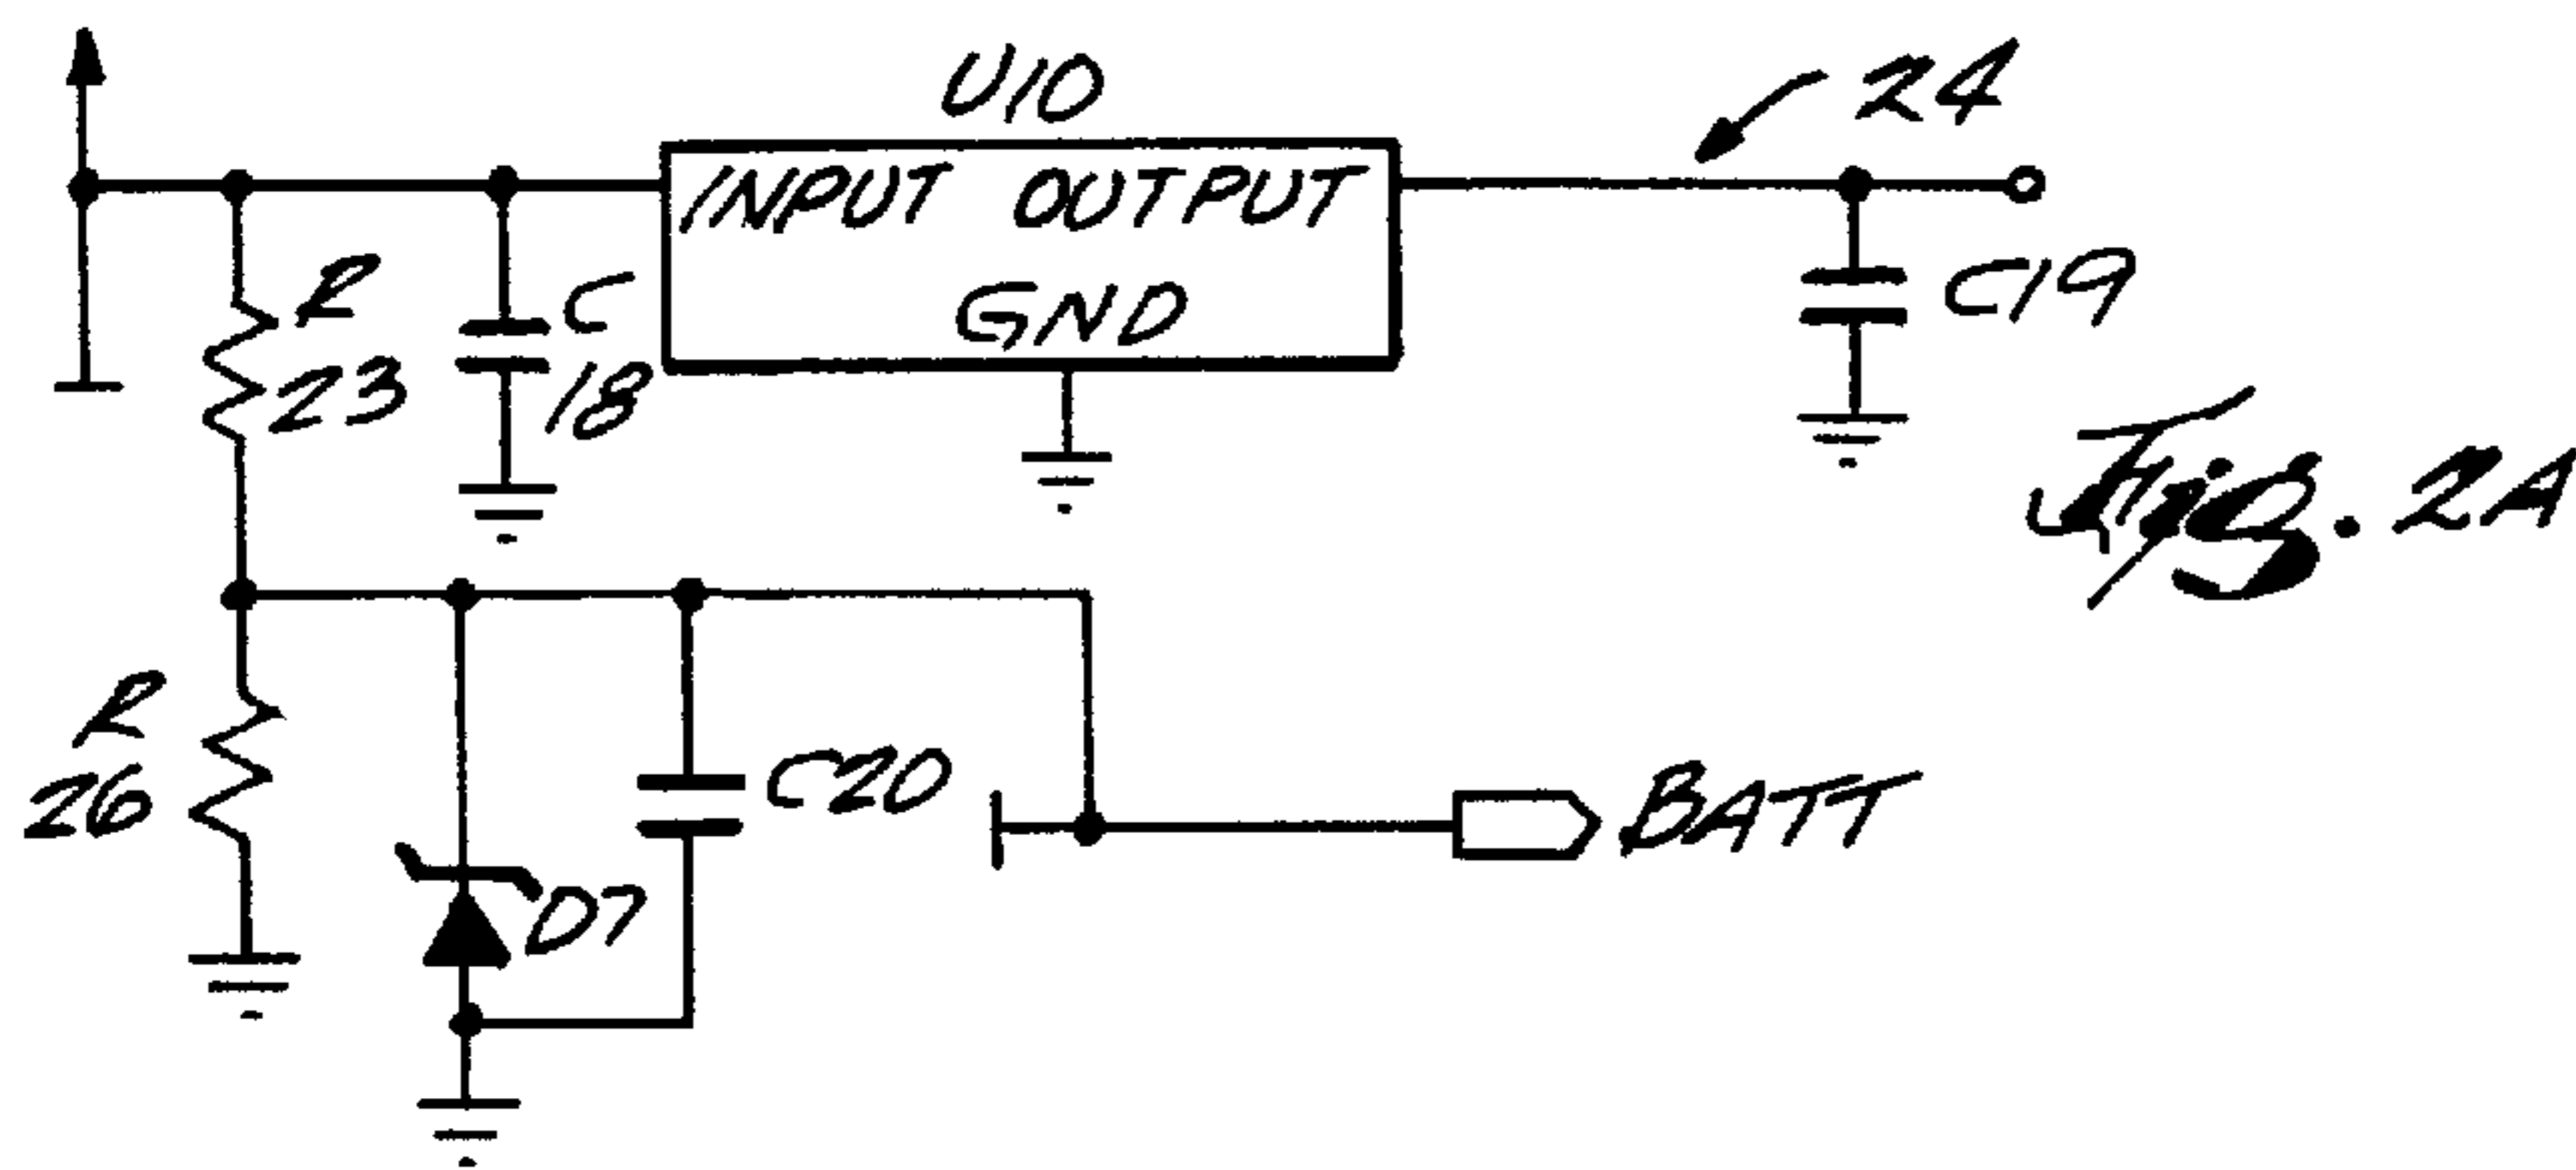 U10
24
INPUT OUTPUT
GND
R
23
C
18
C19
Fig. 2A
R
26
D7
C20
BATT